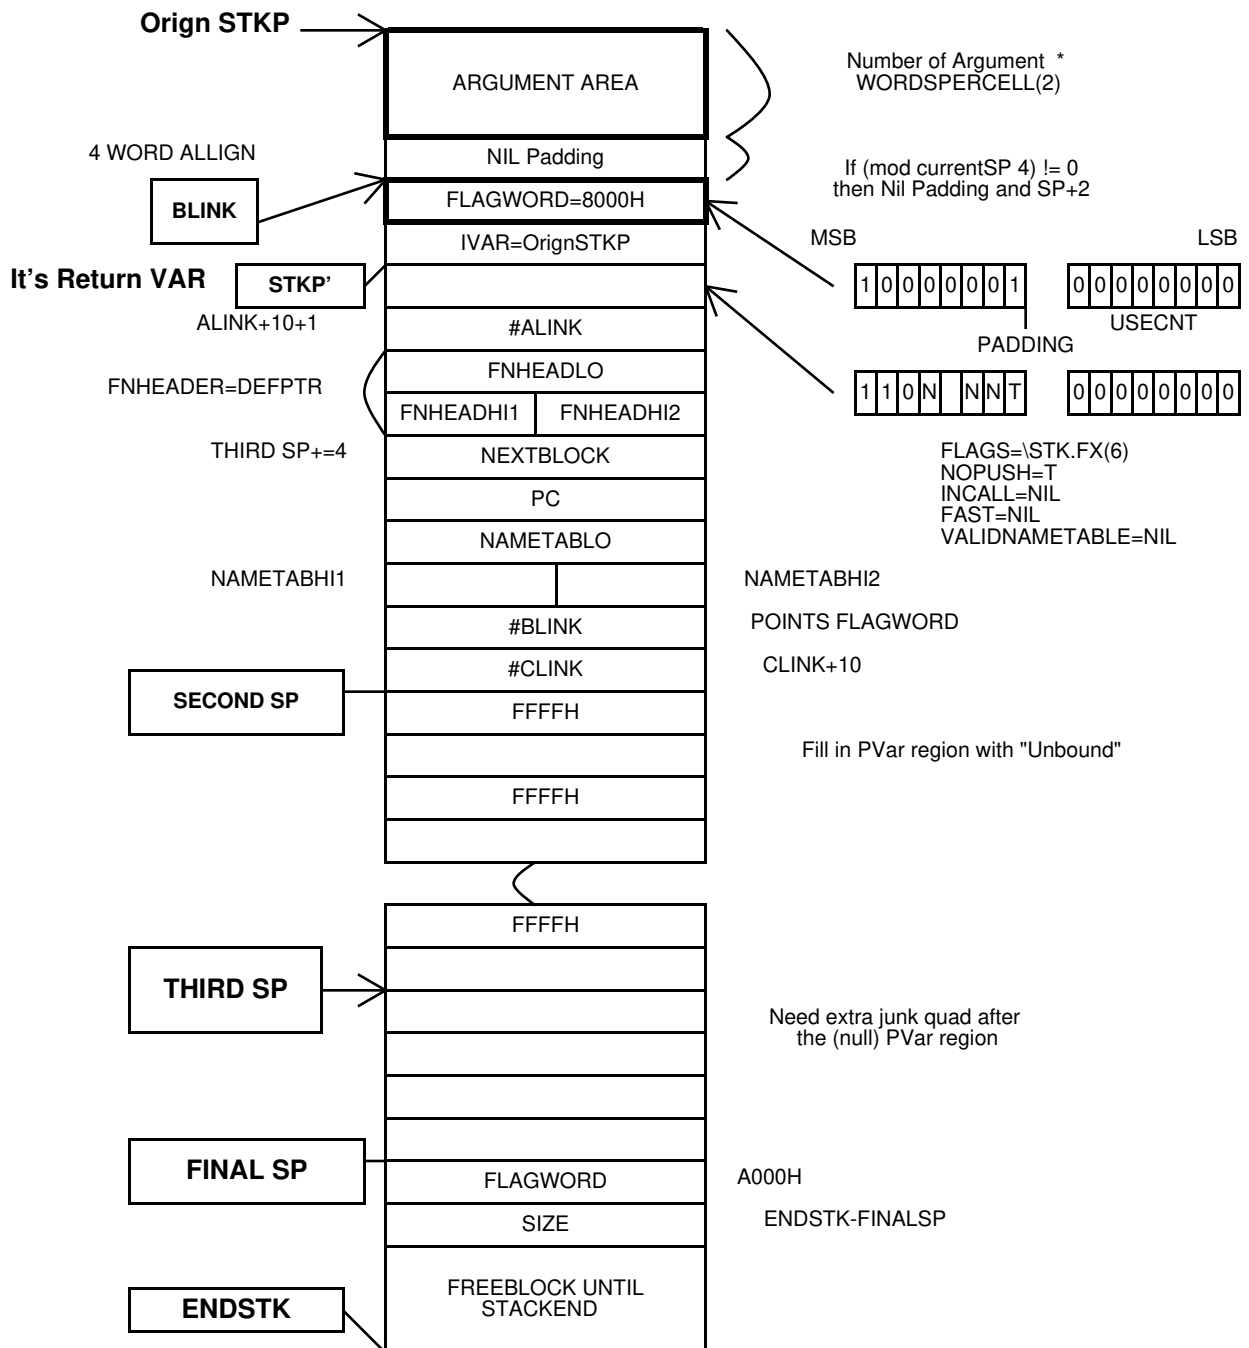 Orign STKP
ARGUMENT AREA
Number of Argument *
WORDSPERCELL(2)
4 WORD ALLIGN
NIL Padding
If (mod currentSP 4) != 0
then Nil Padding and SP+2
BLINK
FLAGWORD=8000H
IVAR=OrignSTKP
MSB
LSB
It's Return VAR
STKP'
1 0 0 0 0 0 0 1
0 0 0 0 0 0 0 0
ALINK+10+1
#ALINK
USECNT
PADDING
FNHEADER=DEFPTR
FNHEADLO
1 1 0 N N N T
0 0 0 0 0 0 0 0
FNHEADHI1
FNHEADHI2
THIRD SP+=4
NEXTBLOCK
FLAGS=\STK.FX(6)
NOPUSH=T
INCALL=NIL
FAST=NIL
VALIDNAMETABLE=NIL
PC
NAMETABLO
NAMETABHI1
NAMETABHI2
#BLINK
POINTS FLAGWORD
#CLINK
CLINK+10
SECOND SP
FFFFH
Fill in PVar region with "Unbound"
FFFFH
FFFFH
THIRD SP
Need extra junk quad after
the (null) PVar region
FINAL SP
FLAGWORD
A000H
SIZE
ENDSTK-FINALSP
FREEBLOCK UNTIL
STACKEND
ENDSTK